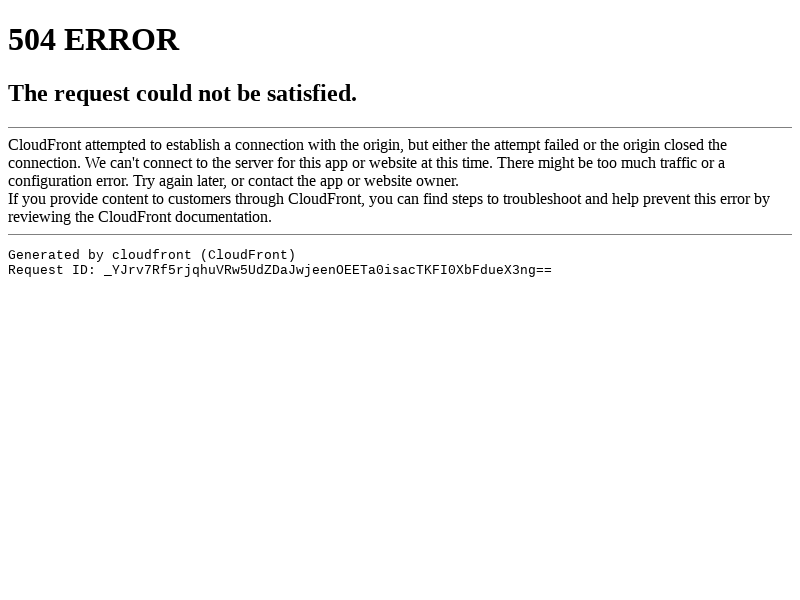 504 ERROR
The request could not be satisfied.
CloudFront attempted to establish a connection with the origin, but either the attempt failed or the origin closed the
connection. We can't connect to the server for this app or website at this time. There might be too much traffic or a
configuration error. Try again later, or contact the app or website owner.
If you provide content to customers through CloudFront, you can find steps to troubleshoot and help prevent this error by
reviewing the CloudFront documentation.
Generated by cloudfront (CloudFront)
Request ID: _YJrv7Rf5rjqhuVRw5UdZDaJwjeenOEETa0isacTKFI0XbFdueX3ng==